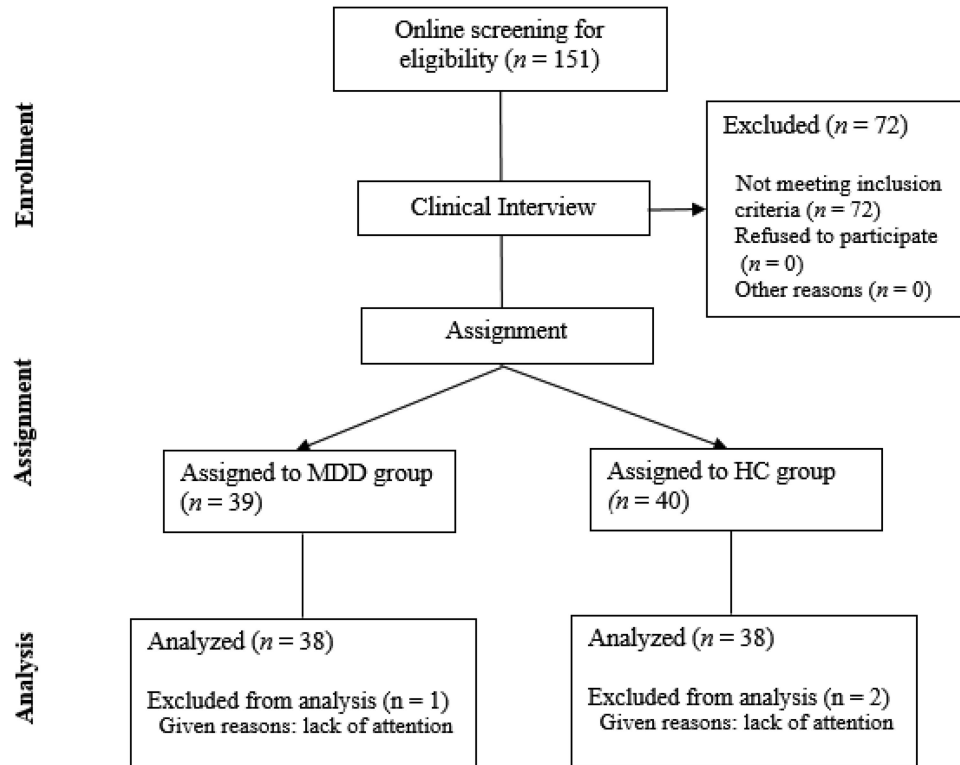 Online screening for
eligibility (n = 151)
Enrollment
Excluded (n = 72)
Not meeting inclusion
criteria (n = 72)
Refused to participate
(n = 0)
Other reasons (n = 0)
Clinical Interview
Assignment
Assignment
Assigned to MDD group
(n = 39)
Assigned to HC group
(n = 40)
Analysis
Analyzed (n = 38)
Excluded from analysis (n = 1)
Given reasons: lack of attention
Analyzed (n = 38)
Excluded from analysis (n = 2)
Given reasons: lack of attention